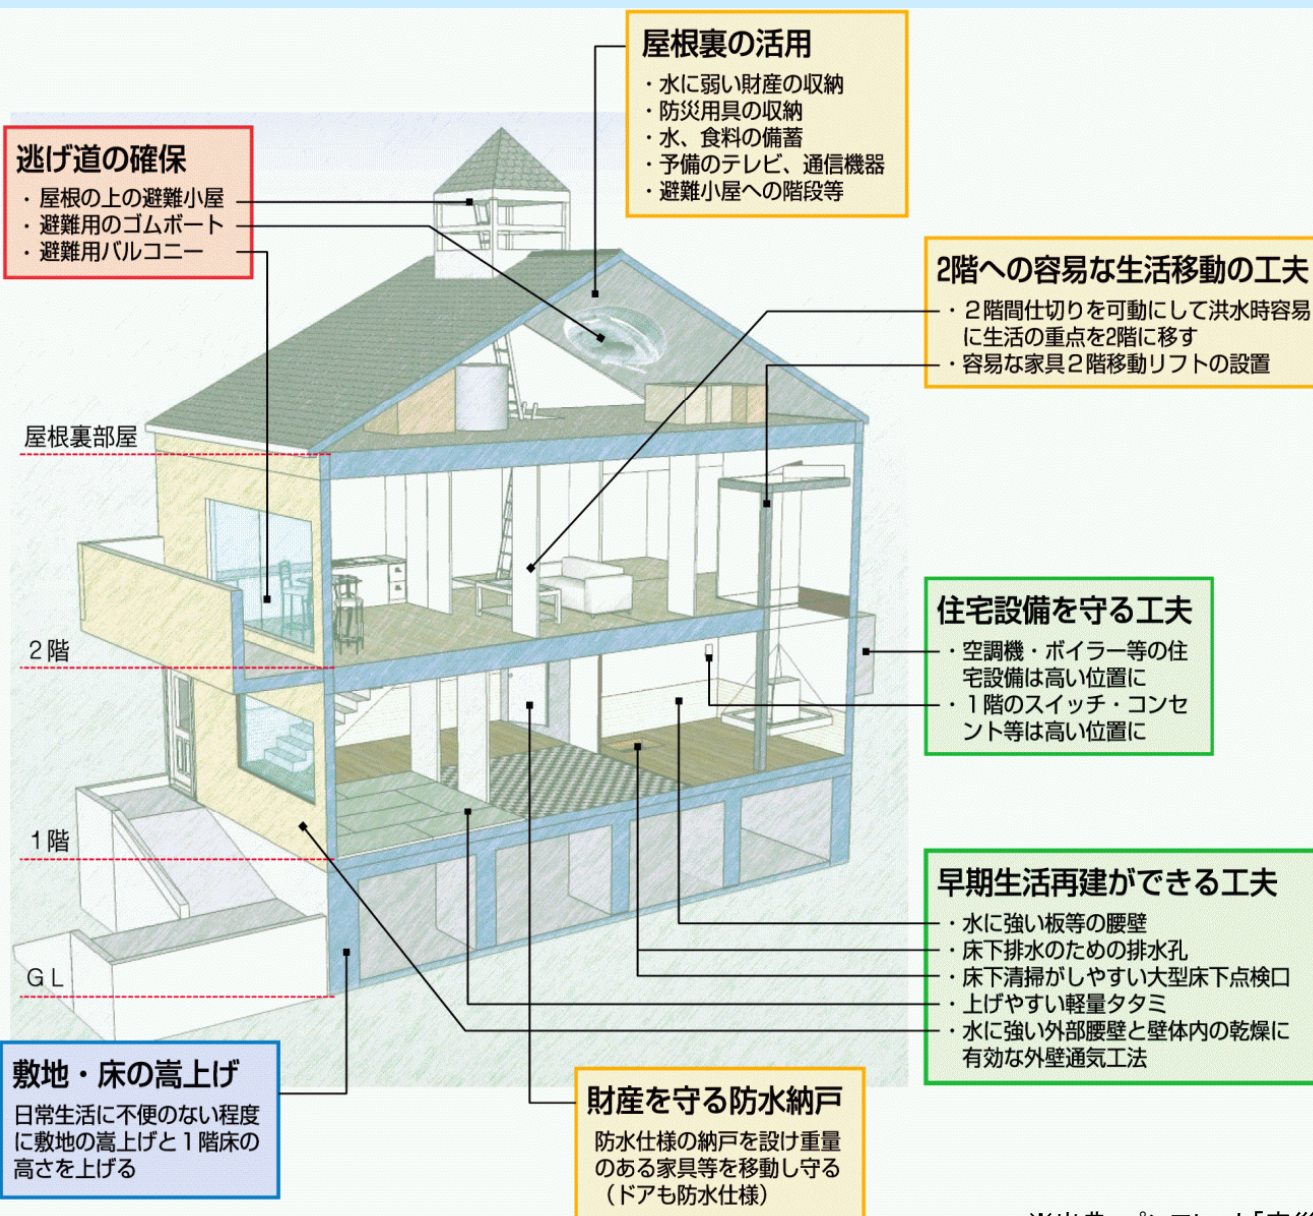 屋根裏の活用
・水に弱い財産の収納
・防災用具の収納
・水、食料の備蓄
・予備のテレビ、通信機器
・避難小屋への階段等
逃げ道の確保
・屋根の上の避難小屋
・避難用のゴムボート
・避難用バルコニー
2階への容易な生活移動の工夫
・２階間仕切りを可動にして洪水時容易
に生活の重点を2階に移す
・容易な家具２階移動リフトの設置
屋根裏部屋
２階
１階
ＧＬ
住宅設備を守る工夫
・空調機・ボイラー等の住
宅設備は高い位置に
・１階のスイッチ・コンセ
ント等は高い位置に
早期生活再建ができる工夫
・水に強い板等の腰壁
・床下排水のための排水孔
・床下清掃がしやすい大型床下点検口
・上げやすい軽量タタミ
・水に強い外部腰壁と壁体内の乾燥に
有効な外壁通気工法
敷地・床の嵩上げ
日常生活に不便のない程度
に敷地の嵩上げと１階床の
高さを上げる
財産を守る防水納戸
防水仕様の納戸を設け重量
のある家具等を移動し守る
（ドアも防水仕様）